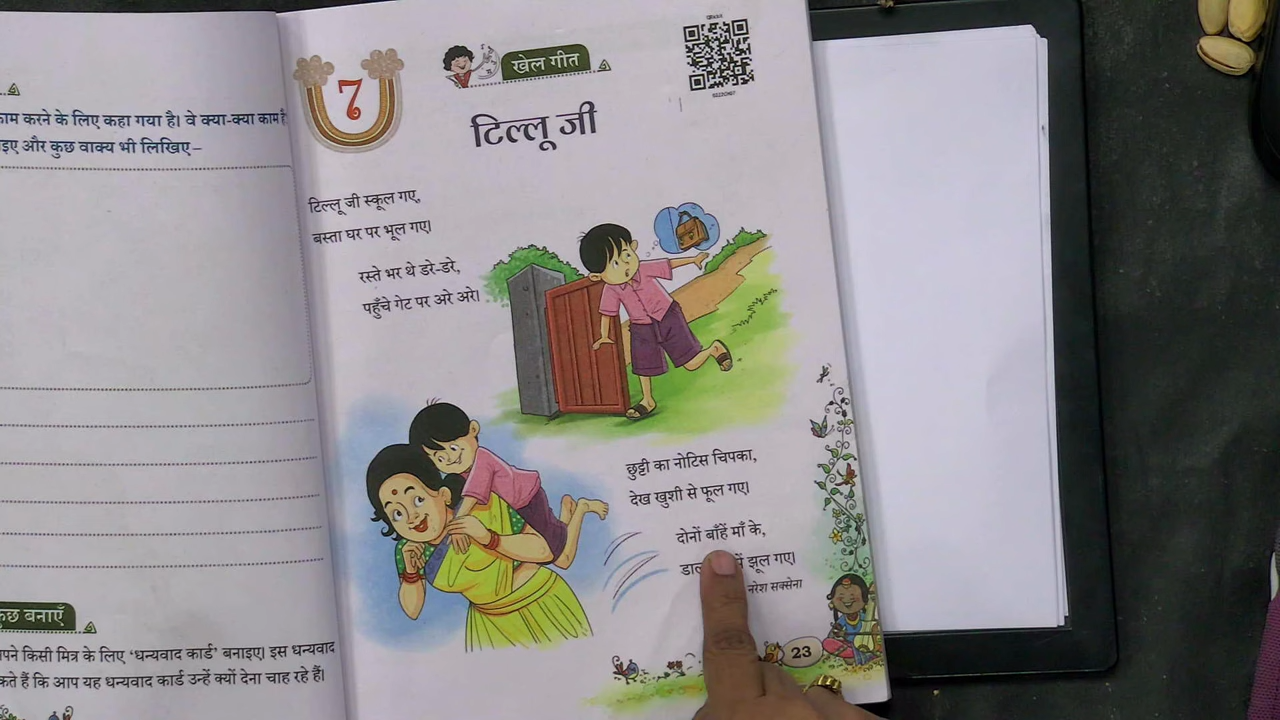 काम करने के लिए कहा गया है। वे क्या-क्या काम
और कुछ वाक्य भी लिखिए–
कुछ बनाएँ
अपने किसी मित्र के लिए 'धन्यवाद कार्ड' बनाइए। इस धन्यवाद
हैं कि आप यह धन्यवाद कार्ड उन्हें क्यों देना चाह रहे हैं।
7
खेल गीत
टिल्लू जी
टिल्लू जी स्कूल गए,
बस्ता घर पर भूल गए।
रस्ते भर थे डरे-डरे,
पहुँचे गेट पर अरे अरे।
छुट्टी का नोटिस चिपका,
देख खुशी से फूल गए।
दोनों बाँहें माँ के,
झूल गए।
नरेश सक्सेना
23